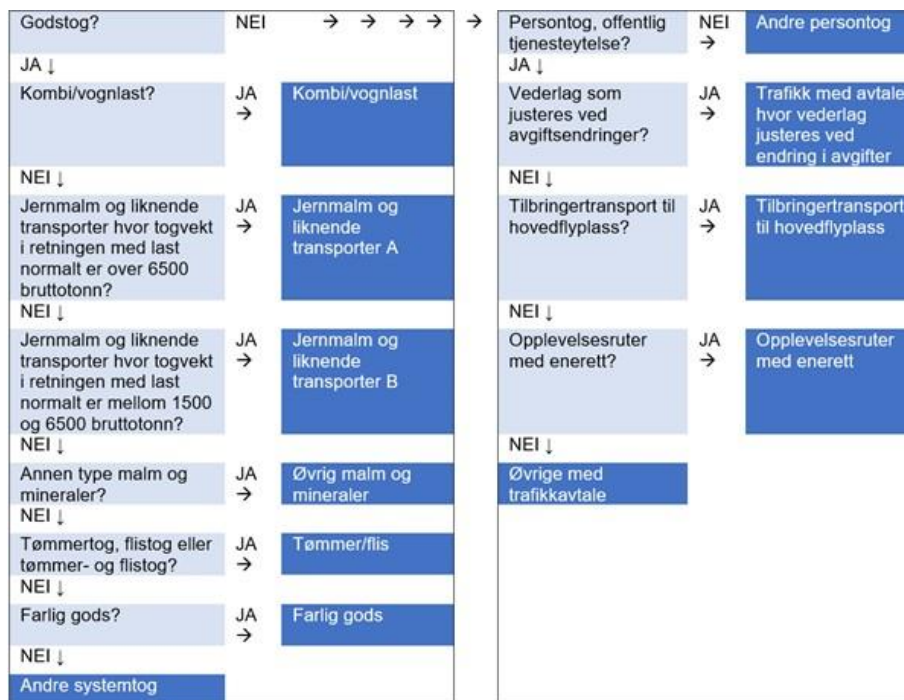 Godstog?
NEI → → → → →
JA ↓
Kombi/vognlast?
JA
→
Kombi/vognlast
NEI ↓
Jernmalm og liknende
transporter hvor togvekt
i retningen med last
normalt er over 6500
bruttotonn?
JA
→
Jernmalm og
liknende
transporter A
NEI ↓
Jernmalm og liknende
transporter hvor togvekt
i retningen med last
normalt er mellom 1500
og 6500 bruttotonn?
JA
→
Jernmalm og
liknende
transporter B
NEI ↓
Annen type malm og
mineraler?
JA
→
Øvrig malm og
mineraler
NEI ↓
Tømmertog, flistog eller
tømmer- og flistog?
JA
→
Tømmer/flis
NEI ↓
Farlig gods?
JA
→
Farlig gods
NEI ↓
Andre systemtog
Persontog, offentlig
tjenesteytelse?
NEI
→
Andre persontog
JA ↓
Vederlag som
justeres ved
avgiftsendringer?
JA
→
Trafikk med avtale
hvor vederlag
justeres ved
endring i avgifter
NEI ↓
Tilbringertransport til
hovedflyplass?
JA
→
Tilbringertransport
til hovedflyplass
NEI ↓
Opplevelsesruter
med enerett?
JA
→
Opplevelsesruter
med enerett
NEI ↓
Øvrige med
trafikkavtale